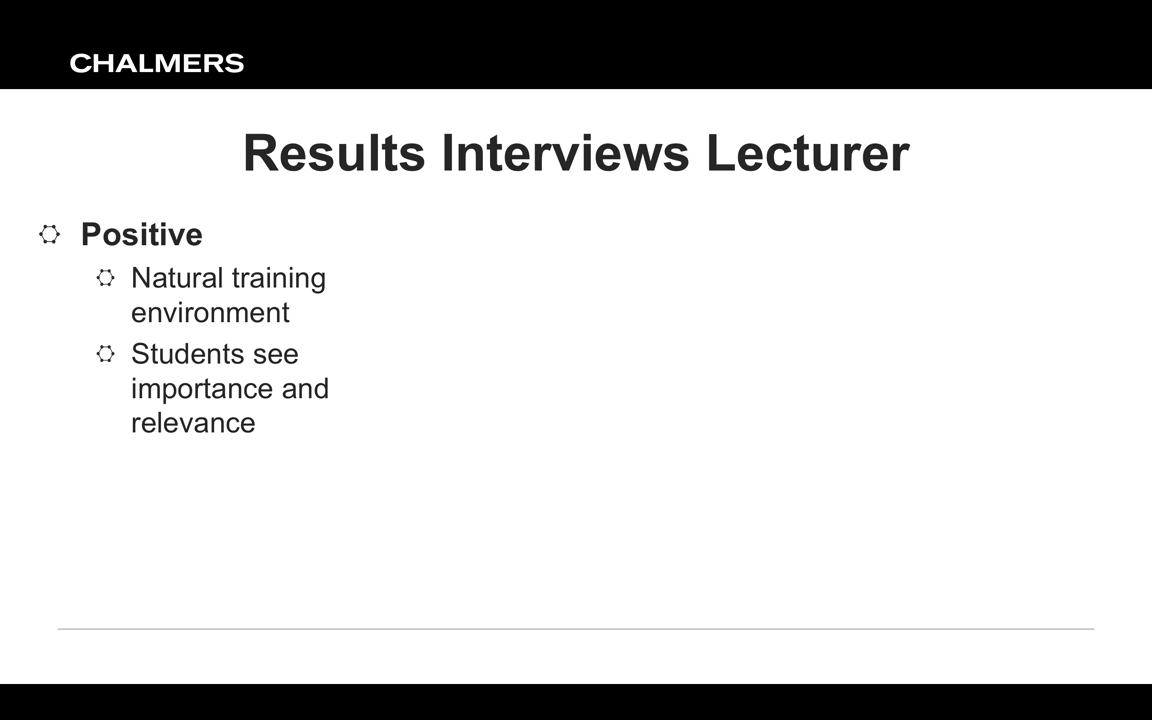 CHALMERS
Results Interviews Lecturer
Positive
Natural training
environment
Students see
importance and
relevance